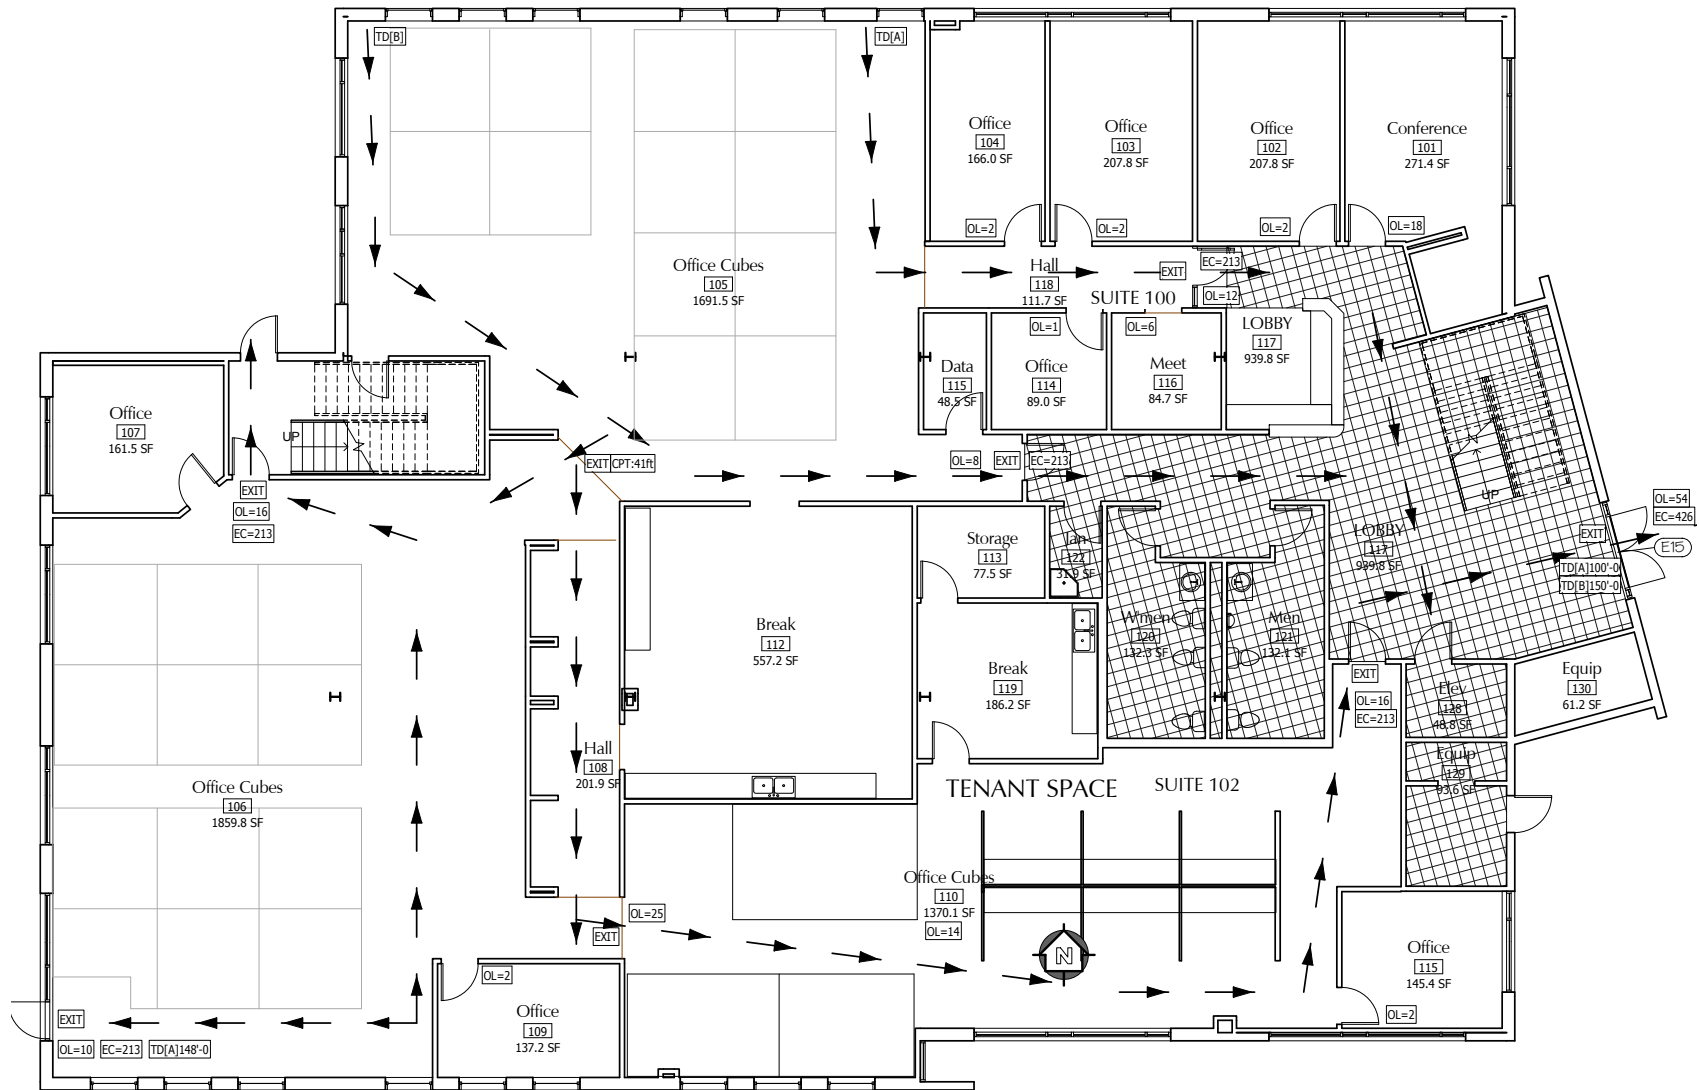 TD[B]
TD[A]
Office
104
166.0 SF
Office
103
207.8 SF
Office
102
207.8 SF
Conference
101
271.4 SF
OL=2
OL=2
OL=2
OL=18
Office Cubes
105
1691.5 SF
Hall
118
111.7 SF
EXIT
EC=213
OL=12
SUITE 100
OL=1
OL=6
LOBBY
117
939.8 SF
Data
115
48.5 SF
Office
114
89.0 SF
Meet
116
84.7 SF
Office
107
161.5 SF
UP
EXIT
OL=16
EC=213
EXIT
CPT:41ft
OL=8
EXIT
EC=213
UP
OL=54
EC=426
EXIT
E15
TD[A]100'-0
TD[B]150'-0
LOBBY
117
939.8 SF
Storage
113
77.5 SF
Jan
122
31.9 SF
Break
112
557.2 SF
Break
119
186.2 SF
W'men
120
132.3 SF
Men
121
132.1 SF
EXIT
OL=16
EC=213
Elev
128
48.8 SF
Equip
130
61.2 SF
Equip
129
93.6 SF
Hall
108
201.9 SF
TENANT SPACE
SUITE 102
Office Cubes
106
1859.8 SF
Office Cubes
110
1370.1 SF
OL=14
OL=25
EXIT
N
OL=2
Office
109
137.2 SF
Office
115
145.4 SF
OL=2
EXIT
OL=10
EC=213
TD[A]148'-0